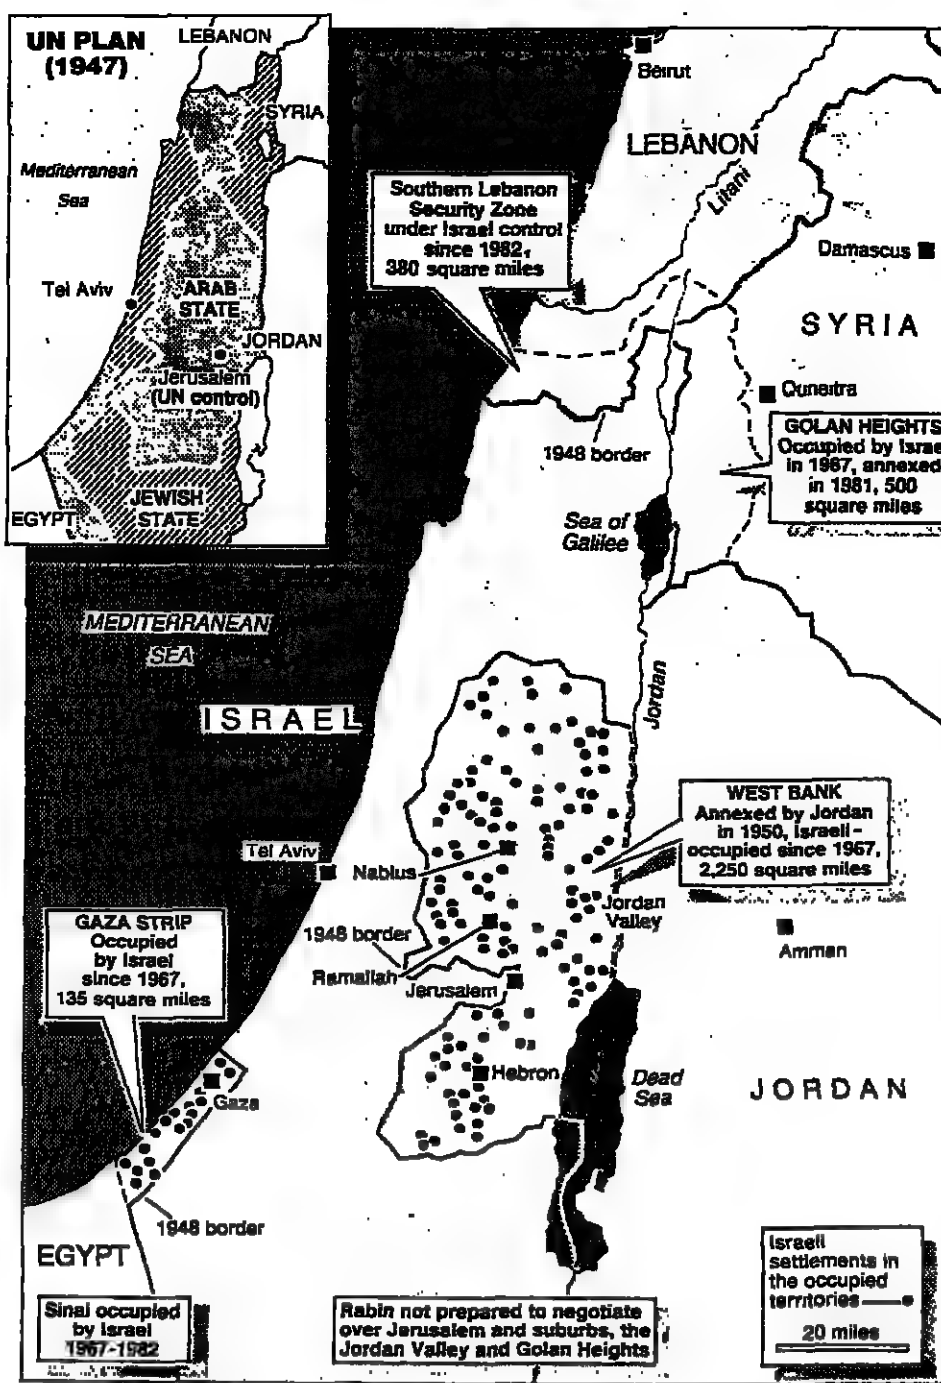 UN PLAN
(1947)
LEBANON
SYRIA
Mediterranean
Sea
Tel Aviv
ARAB
STATE
JORDAN
Jerusalem
(UN control)
JEWISH
STATE
EGYPT
Beirut
LEBANON
Litani
Southern Lebanon
Security Zone
under Israel control
since 1982,
380 square miles
Damascus
SYRIA
Quneitra
1948 border
GOLAN HEIGHTS
Occupied by Israe
in 1967, annexed
in 1981, 500
square miles
Sea of
Galilee
MEDITERRANEAN
SEA
ISRAEL
Jordan
WEST BANK
Annexed by Jordan
in 1950, Israeli-
occupied since 1967,
2,250 square miles
Tel Aviv
Nablus
Jordan
Valley
GAZA STRIP
Occupied
by Israel
since 1967,
135 square miles
1948 border
Ramallah
Jerusalem
Amman
Hebron
Dead
Sea
JORDAN
Gaza
1948 border
EGYPT
Sinai occupied
by Israel
1967-1982
Rabin not prepared to negotiate
over Jerusalem and suburbs, the
Jordan Valley and Golan Heights
Israeli
settlements in
the occupied
territories
20 miles